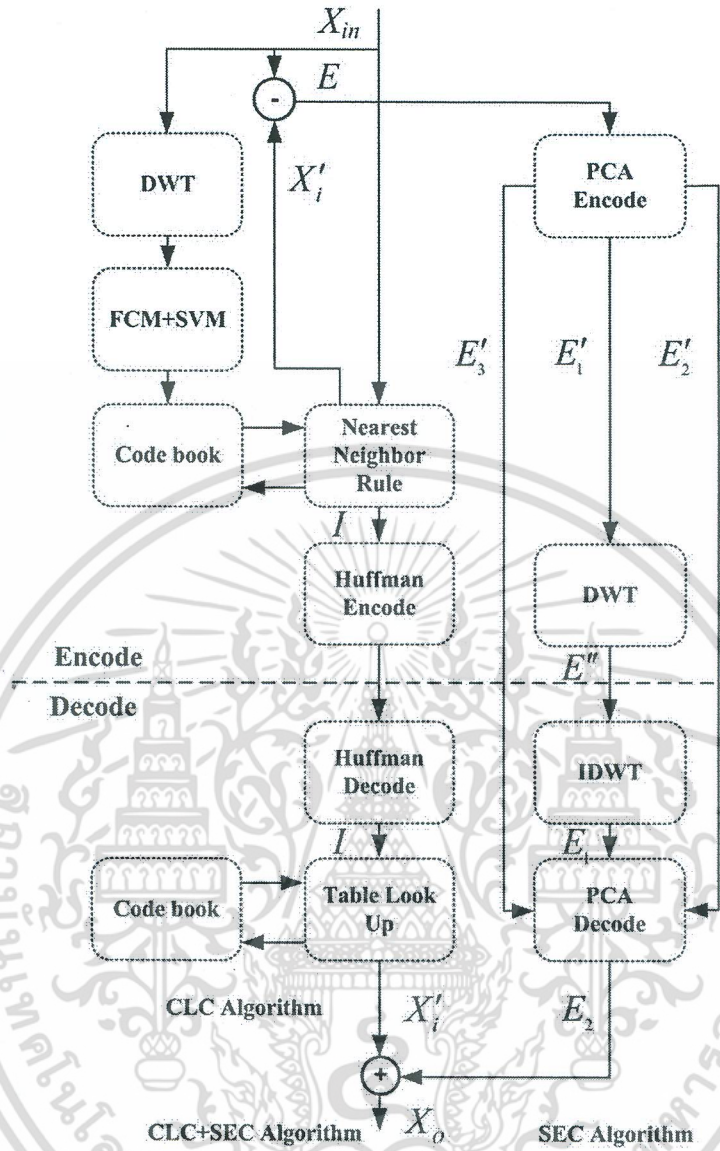 X_in
E
DWT
X'_i
PCA
Encode
FCM+SVM
E'_3
E'_1
E'_2
Code book
Nearest
Neighbor
Rule
I
Huffman
Encode
DWT
Encode
E''
Decode
Huffman
Decode
IDWT
I
E_1
Code book
Table Look
Up
PCA
Decode
CLC Algorithm
X'_i
E_2
+
CLC+SEC Algorithm
X_o
SEC Algorithm